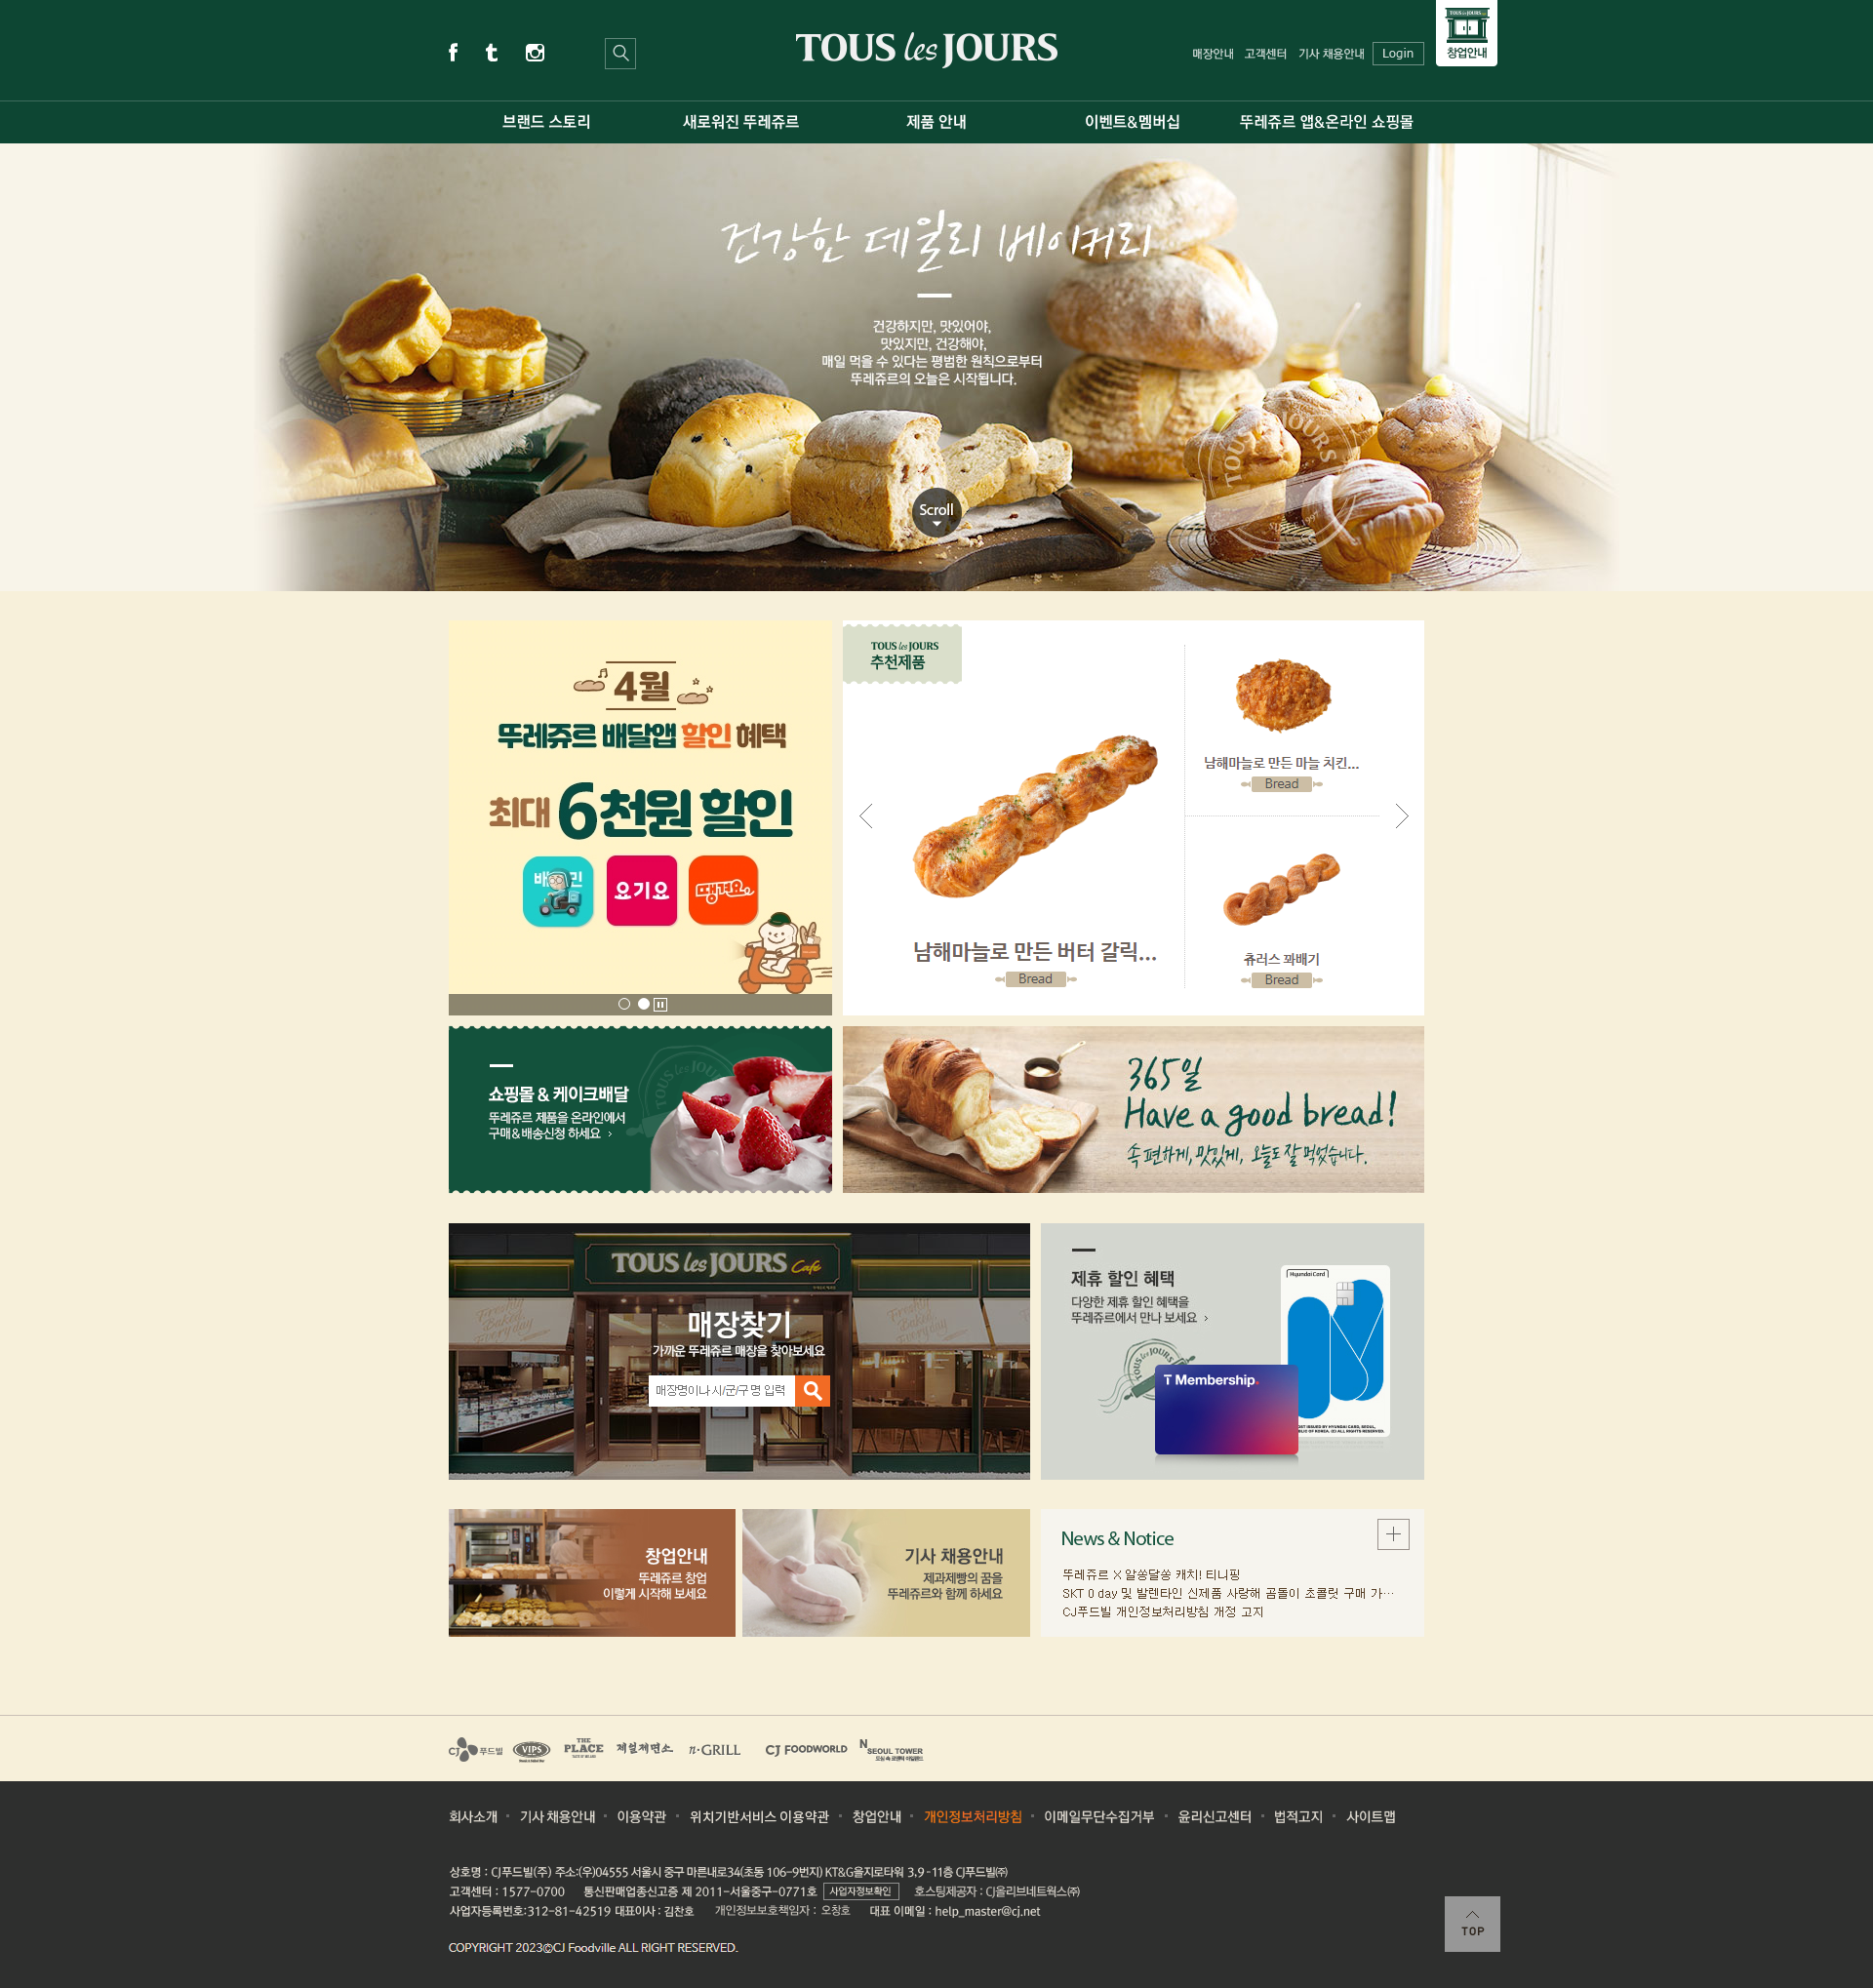 TOUS les JOURS
매장안내 고객센터 기사 채용안내 Login
TOUS les JOURS
창업안내
브랜드 스토리 새로워진 뚜레쥬르 제품 안내 이벤트&멤버십 뚜레쥬르 앱&온라인 쇼핑몰
건강한 데일리 베이커리
건강하지만, 맛있어야,
맛있지만, 건강해야,
매일 먹을 수 있다는 평범한 원칙으로부터
뚜레쥬르의 오늘은 시작됩니다.
TOUS JOURS
SINCE 1997
Scroll
4월
뚜레쥬르 배달앱 할인 혜택
최대 6천원 할인
요기요
땡겨요
TOUS les JOURS
추천제품
남해마늘로 만든 버터 갈릭...
Bread
남해마늘로 만든 마늘 치킨...
Bread
츄러스 꽈배기
Bread
쇼핑몰 & 케이크배달
뚜레쥬르 제품을 온라인에서
구매&배송신청 하세요 >
365일
Have a good bread!
속 편하게, 맛있게, 오늘도 잘 먹었습니다.
TOUS les JOURS Café
Freshly Baked Everyday
Freshly Baked Everyday
매장찾기
가까운 뚜레쥬르 매장을 찾아보세요
매장명이나 시/군/구 명 입력
제휴 할인 혜택
다양한 제휴 할인 혜택을
뚜레쥬르에서 만나 보세요 >
Hyundai Card
TOUS les JOURS
T Membership
창업안내
뚜레쥬르 창업
이렇게 시작해 보세요
기사 채용안내
제과제빵의 꿈을
뚜레쥬르와 함께 하세요
News & Notice
뚜레쥬르 X 알쏭달쏭 캐치! 티니핑
SKT 0 day 및 발렌타인 신제품 사랑해 곰돌이 초콜릿 구매 가…
CJ푸드빌 개인정보처리방침 개정 고지
CJ 푸드빌 VIPS THE PLACE 제일제면소 n·GRILL CJ FOODWORLD N SEOUL TOWER
회사소개 기사 채용안내 이용약관 위치기반서비스 이용약관 창업안내 개인정보처리방침 이메일무단수집거부 윤리신고센터 법적고지 사이트맵
상호명 : CJ푸드빌(주) 주소:(우)04555 서울시 중구 마른내로34(초동 106-9번지) KT&G을지로타워 3,9-11층 CJ푸드빌㈜
고객센터 : 1577-0700 통신판매업종신고증 제 2011-서울중구-0771호 사업자정보확인 호스팅제공자 : CJ올리브네트웍스㈜
사업자등록번호:312-81-42519 대표이사 : 김찬호 개인정보보호책임자 : 오창호 대표 이메일 : help_master@cj.net
COPYRIGHT 2023©CJ Foodville ALL RIGHT RESERVED.
TOP